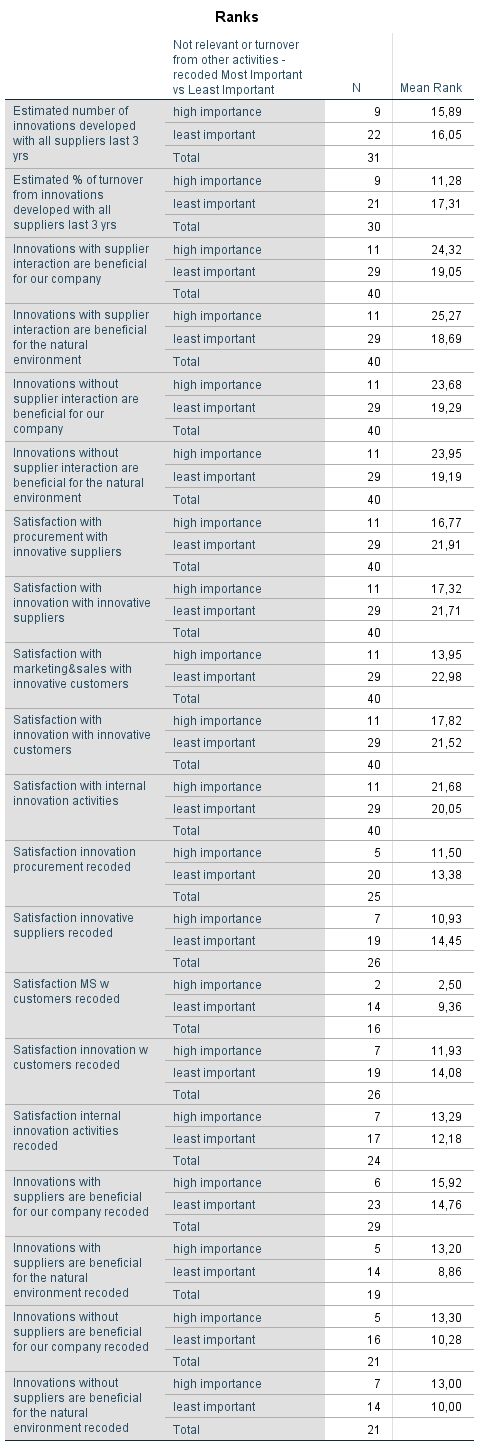 Ranks
Not relevant or turnover
from other activities -
recoded Most Important
vs Least Important N Mean Rank
Estimated number of
innovations developed
with all suppliers last 3
yrs
high importance 9 15,89
least important 22 16,05
Total 31
Estimated % of turnover
from innovations
developed with all
suppliers last 3 yrs
high importance 9 11,28
least important 21 17,31
Total 30
Innovations with supplier
interaction are beneficial
for our company
high importance 11 24,32
least important 29 19,05
Total 40
Innovations with supplier
interaction are beneficial
for the natural
environment
high importance 11 25,27
least important 29 18,69
Total 40
Innovations without
supplier interaction are
beneficial for our
company
high importance 11 23,68
least important 29 19,29
Total 40
Innovations without
supplier interaction are
beneficial for the natural
environment
high importance 11 23,95
least important 29 19,19
Total 40
Satisfaction with
procurement with
innovative suppliers
high importance 11 16,77
least important 29 21,91
Total 40
Satisfaction with
innovation with innovative
suppliers
high importance 11 17,32
least important 29 21,71
Total 40
Satisfaction with
marketing&sales with
innovative customers
high importance 11 13,95
least important 29 22,98
Total 40
Satisfaction with
innovation with innovative
customers
high importance 11 17,82
least important 29 21,52
Total 40
Satisfaction with internal
innovation activities
high importance 11 21,68
least important 29 20,05
Total 40
Satisfaction innovation
procurement recoded
high importance 5 11,50
least important 20 13,38
Total 25
Satisfaction innovative
suppliers recoded
high importance 7 10,93
least important 19 14,45
Total 26
Satisfaction MS w
customers recoded
high importance 2 2,50
least important 14 9,36
Total 16
Satisfaction innovation w
customers recoded
high importance 7 11,93
least important 19 14,08
Total 26
Satisfaction internal
innovation activities
recoded
high importance 7 13,29
least important 17 12,18
Total 24
Innovations with
suppliers are beneficial
for our company recoded
high importance 6 15,92
least important 23 14,76
Total 29
Innovations with
suppliers are beneficial
for the natural
environment recoded
high importance 5 13,20
least important 14 8,86
Total 19
Innovations without
suppliers are beneficial
for our company recoded
high importance 5 13,30
least important 16 10,28
Total 21
Innovations without
suppliers are beneficial
for the natural
environment recoded
high importance 7 13,00
least important 14 10,00
Total 21